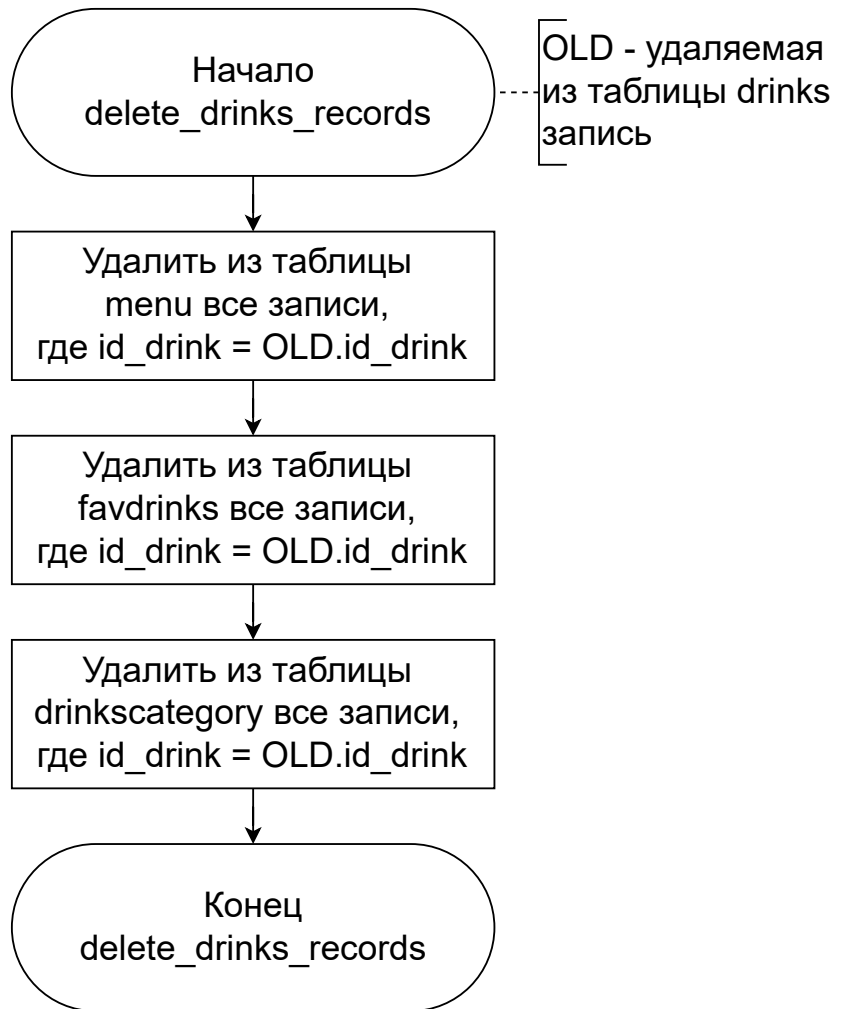 Начало
delete_drinks_records
OLD - удаляемая
из таблицы drinks
запись
Удалить из таблицы
menu все записи,
где id_drink = OLD.id_drink
Удалить из таблицы
favdrinks все записи,
где id_drink = OLD.id_drink
Удалить из таблицы
drinkscategory все записи,
где id_drink = OLD.id_drink
Конец
delete_drinks_records